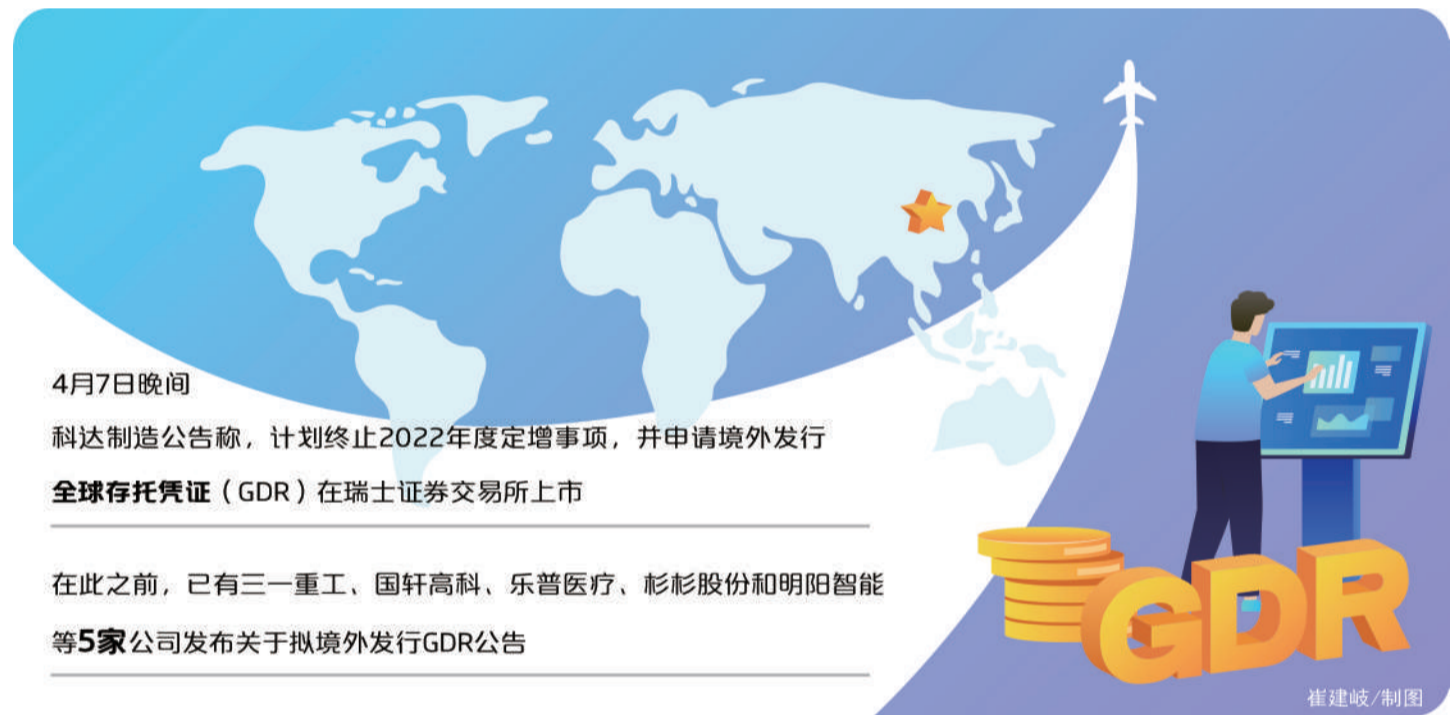 4月7日晚间
科达制造公告称，计划终止2022年度定增事项，并申请境外发行
全球存托凭证（GDR）在瑞士证券交易所上市
在此之前，已有三一重工、国轩高科、乐普医疗、杉杉股份和明阳智能
等5家公司发布关于拟境外发行GDR公告
GDR
崔建岐/制图